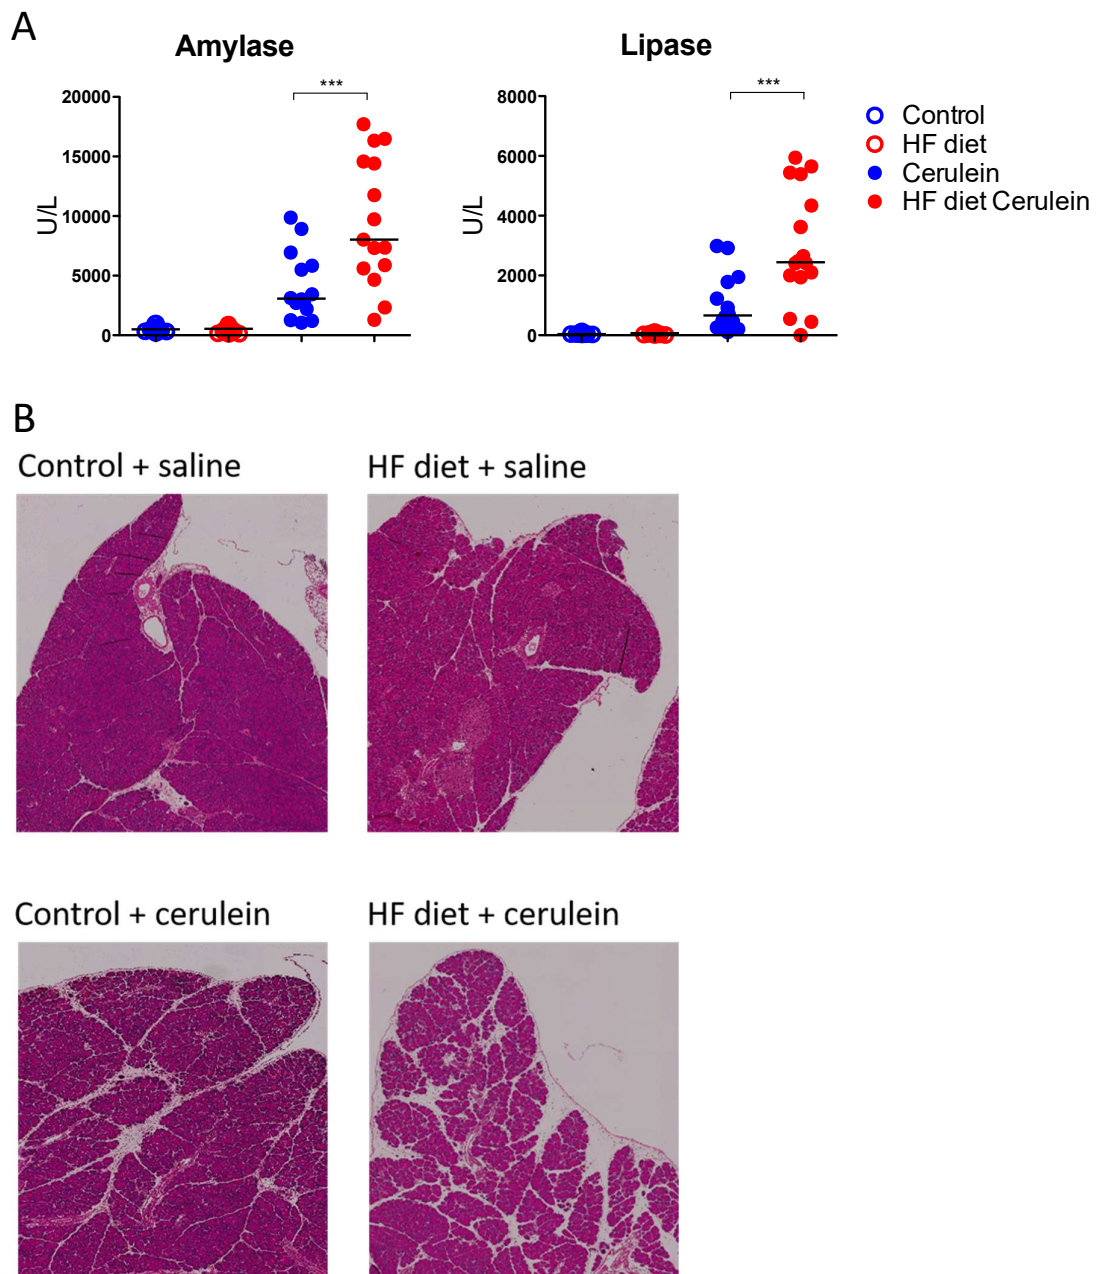 A
Amylase
Lipase
***
***
20000
15000
10000
5000
0
U/L
8000
6000
4000
2000
0
U/L
Control
HF diet
Cerulein
HF diet Cerulein
B
Control + saline
HF diet + saline
Control + cerulein
HF diet + cerulein